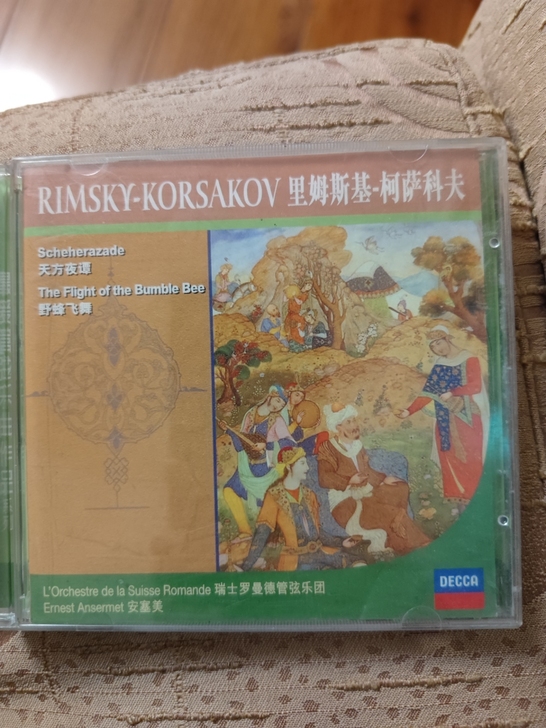 RIMSKY-KORSAKOV 里姆斯基-柯萨科夫
Scheherazade
天方夜谭
The Flight of the Bumble Bee
野蜂飞舞
L'Orchestre de la Suisse Romande 瑞士罗曼德管弦乐团
Ernest Ansermet 安塞美
DECCA